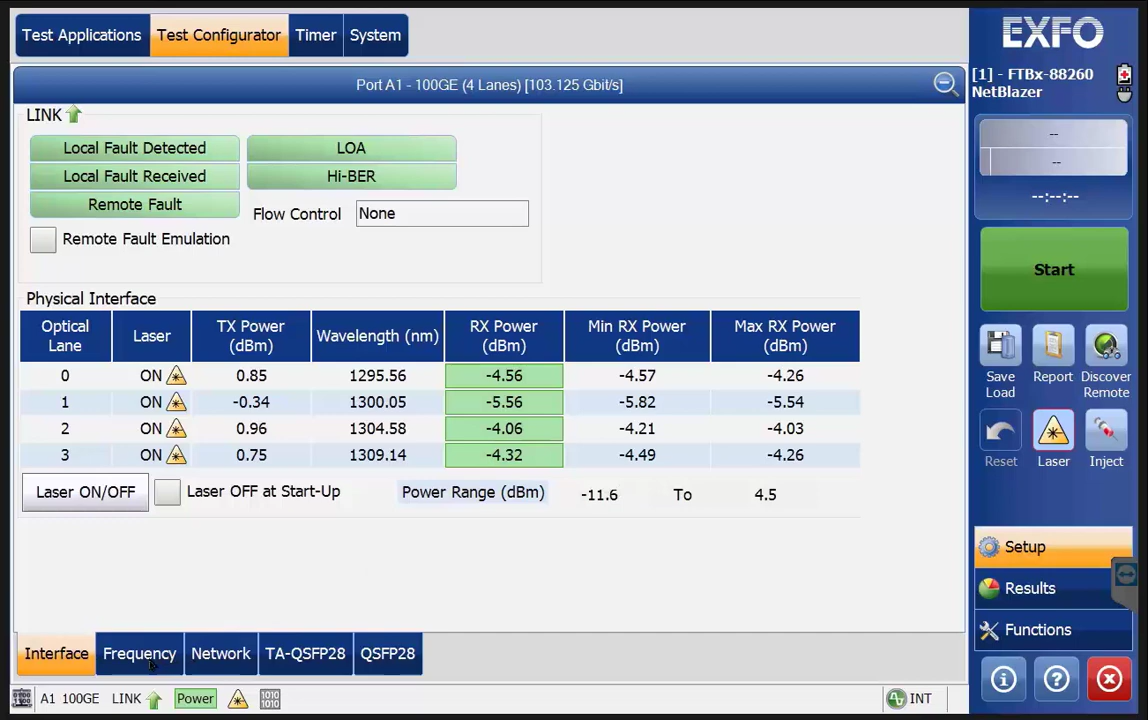 Test Applications Test Configurator Timer System
EXFO
Port A1 - 100GE (4 Lanes) [103.125 Gbit/s]
[1] - FTBx-88260
NetBlazer
LINK
Local Fault Detected LOA
Local Fault Received Hi-BER
Remote Fault
Flow Control None
Remote Fault Emulation
--
--
--:--:--
Start
Physical Interface
Optical Lane Laser TX Power (dBm) Wavelength (nm) RX Power (dBm) Min RX Power (dBm) Max RX Power (dBm)
0 ON 0.85 1295.56 -4.56 -4.57 -4.26
1 ON -0.34 1300.05 -5.56 -5.82 -5.54
2 ON 0.96 1304.58 -4.06 -4.21 -4.03
3 ON 0.75 1309.14 -4.32 -4.49 -4.26
Laser ON/OFF Laser OFF at Start-Up Power Range (dBm) -11.6 To 4.5
Save Load Report Discover Remote
Reset Laser Inject
Setup
Results
Functions
Interface Frequency Network TA-QSFP28 QSFP28
A1 100GE LINK Power INT